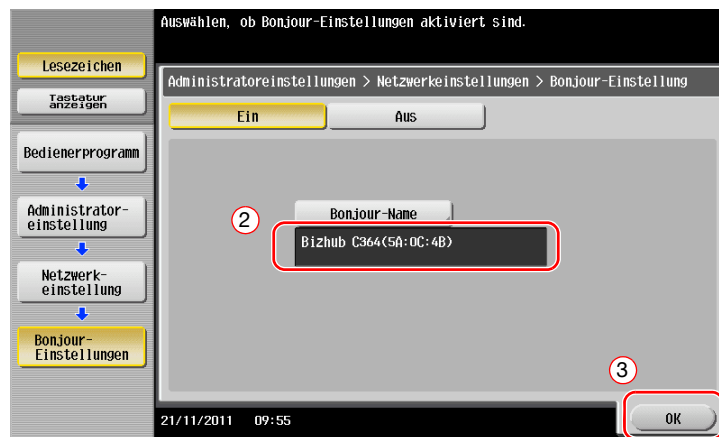 Auswählen, ob Bonjour-Einstellungen aktiviert sind.
Lesezeichen
Tastatur
anzeigen
Bedienerprogramm
Administrator-
einstellung
Netzwerk-
einstellung
Bonjour-
Einstellungen
Administratoreinstellungen > Netzwerkeinstellungen > Bonjour-Einstellung
Ein
Aus
2
Bonjour-Name
Bizhub C364(5A:0C:4B)
3
21/11/2011 09:55
OK